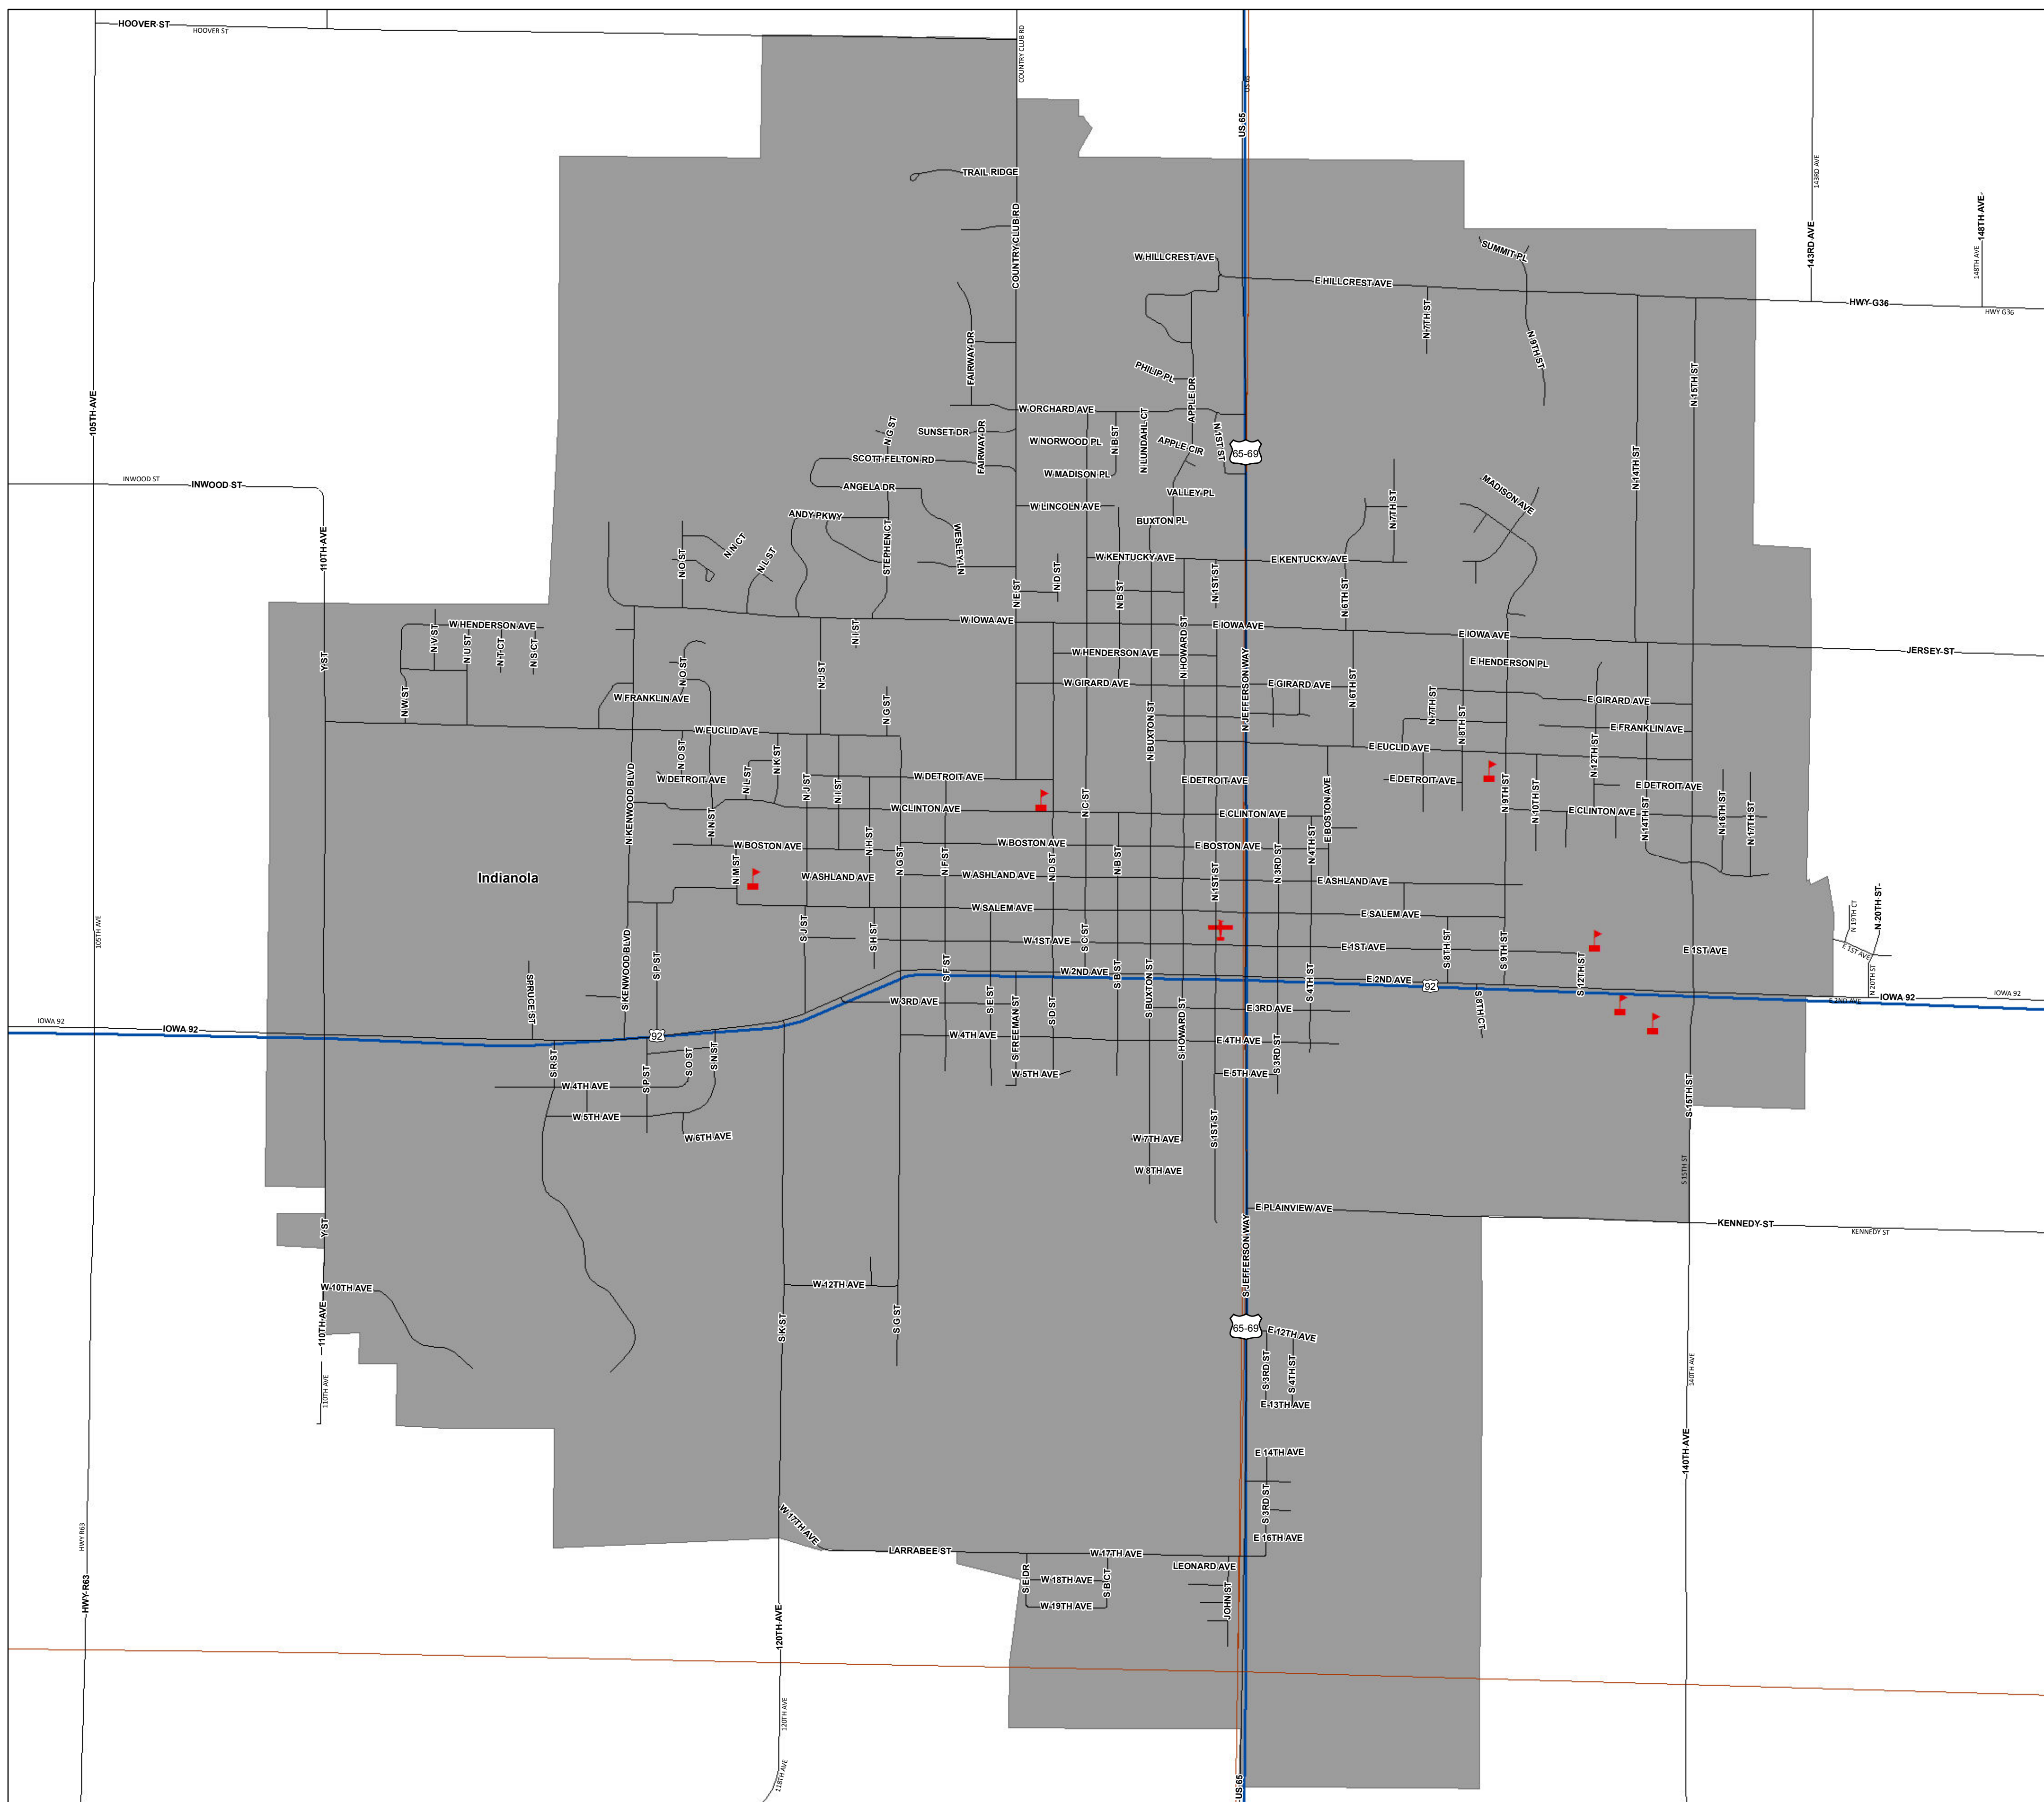 HOOVER ST
HOOVER ST
COUNTRY CLUB RD
US 65
US 65
143RD AVE
TRAIL RIDGE
COUNTRY CLUB RD
148TH AVE
148TH AVE
143RD AVE
SUMMIT PL
W HILLCREST AVE
E HILLCREST AVE
HWY G36
HWY G36
N 7TH ST
N 9TH ST
FAIRWAY DR
PHILIP PL
APPLE DR
N 15TH ST
105TH AVE
W ORCHARD AVE
N G ST
SUNSET DR
FAIRWAY DR
W NORWOOD PL
N B ST
N LUNDAHL CT
APPLE CIR
N 1ST ST
65-69
SCOTT FELTON RD
W MADISON PL
N 14TH ST
INWOOD ST
INWOOD ST
ANGELA DR
VALLEY PL
MADISON AVE
N 7TH ST
W LINCOLN AVE
ANDY PKWY
BUXTON PL
110TH AVE
N N CT
N L ST
STEPHEN CT
WESLEY LN
N O ST
W KENTUCKY AVE
E KENTUCKY AVE
N D ST
N E ST
N B ST
N 1ST ST
N 6TH ST
W IOWA AVE
E IOWA AVE
E IOWA AVE
W HENDERSON AVE
N V ST
N U ST
N T CT
N S CT
N I ST
N HOWARD ST
JERSEY ST
Y ST
N O ST
N J ST
W HENDERSON AVE
E HENDERSON PL
W GIRARD AVE
E GIRARD AVE
N 6TH ST
N W ST
W FRANKLIN AVE
N G ST
N JEFFERSON WAY
N 7TH ST
N 8TH ST
E GIRARD AVE
E FRANKLIN AVE
W EUCLID AVE
N BUXTON ST
E EUCLID AVE
N 12TH ST
N O ST
N K ST
W DETROIT AVE
N L ST
N J ST
N I ST
W DETROIT AVE
E DETROIT AVE
E DETROIT AVE
E DETROIT AVE
N KENWOOD BLVD
N N ST
W CLINTON AVE
N C ST
E CLINTON AVE
E BOSTON AVE
N 9TH ST
N 10TH ST
E CLINTON AVE
N 14TH ST
N 16TH ST
N 17TH ST
W BOSTON AVE
N H ST
W BOSTON AVE
E BOSTON AVE
N 4TH ST
N M ST
N G ST
N F ST
N D ST
N B ST
N 3RD ST
Indianola
W ASHLAND AVE
W ASHLAND AVE
N 1ST ST
E ASHLAND AVE
W SALEM AVE
E SALEM AVE
N 19TH CT
N 20TH ST
105TH AVE
S J ST
S H ST
W 1ST AVE
S C ST
E 1ST AVE
S 8TH ST
S 9TH ST
E 1ST AVE
E 1ST AVE
S KENWOOD BLVD
S P ST
S F ST
W 2ND AVE
S B ST
E 2ND AVE
S 12TH ST
N 20TH ST
SPRUCE ST
S E ST
S BUXTON ST
S 4TH ST
92
S 8TH CT
E 2ND AVE
IOWA 92
IOWA 92
W 3RD AVE
S D ST
E 3RD AVE
IOWA 92
IOWA 92
92
S FREEMAN ST
W 4TH AVE
S HOWARD ST
E 4TH AVE
S R ST
S P ST
S O ST
S N ST
W 5TH AVE
E 5TH AVE
S 3RD ST
W 4TH AVE
S 15TH ST
W 5TH AVE
W 6TH AVE
W 7TH AVE
S 1ST ST
W 8TH AVE
S 15TH ST
E PLAINVIEW AVE
KENNEDY ST
KENNEDY ST
Y ST
S JEFFERSON WAY
W 10TH AVE
W 12TH AVE
110TH AVE
S K ST
S G ST
65-69
E 12TH AVE
S 3RD ST
S 4TH ST
140TH AVE
110TH AVE
E 13TH AVE
E 14TH AVE
140TH AVE
S 3RD ST
W 17TH AVE
E 16TH AVE
HWY R63
LARRABEE ST
W 17TH AVE
LEONARD AVE
S E DR
W 18TH AVE
S B CT
HWY R63
W 19TH AVE
JOHN ST
120TH AVE
120TH AVE
118TH AVE
US 65